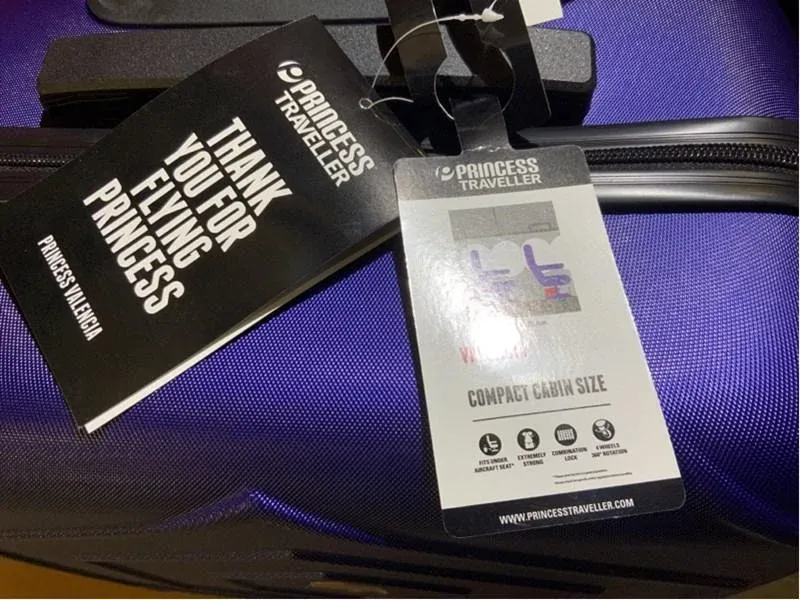 PRINCESS
TRAVELLER
THANK
YOU FOR
FLYING
PRINCESS
PRINCESS VALENCIA
PRINCESS
TRAVELLER
COMPACT CABIN SIZE
FITS UNDER
AIRCRAFT SEAT*
EXTREMELY
STRONG
COMBINATION
LOCK
4 WHEELS
360° ROTATION
WWW.PRINCESSTRAVELLER.COM